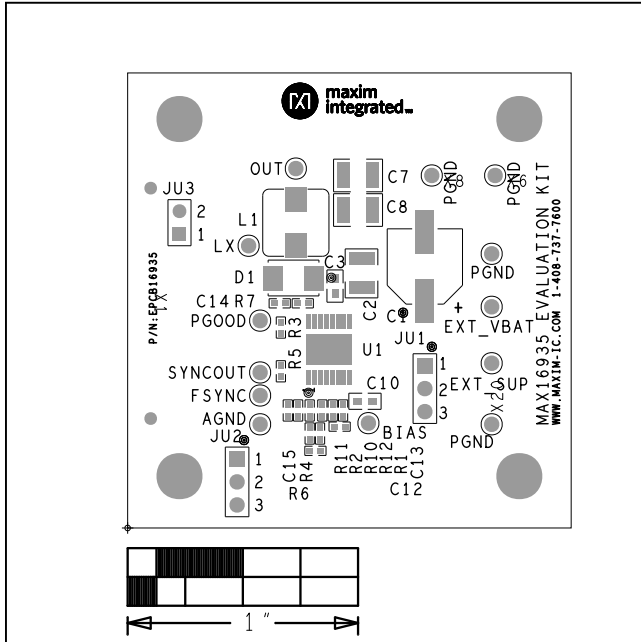 maxim
integrated™
OUT
C7
PGND
PGND
JU3
2
1
L1
C8
LX
C3
D1
C14 R7
C2
C1
+
PGND
EXT_VBAT
PGOOD
R3
R5
U1
JU1
1
2
3
SYNCOUT
FSYNC
AGND
C10
EXT_SUP
X20
BIAS
PGND
JU2
1
2
3
C15
R4
R6
R11
R2
R10
R12
R1
C13
C12
P/N:EPCB16935
X1
MAX16935 EVALUATION KIT
WWW.MAXIM-IC.COM 1-408-737-7600
1"